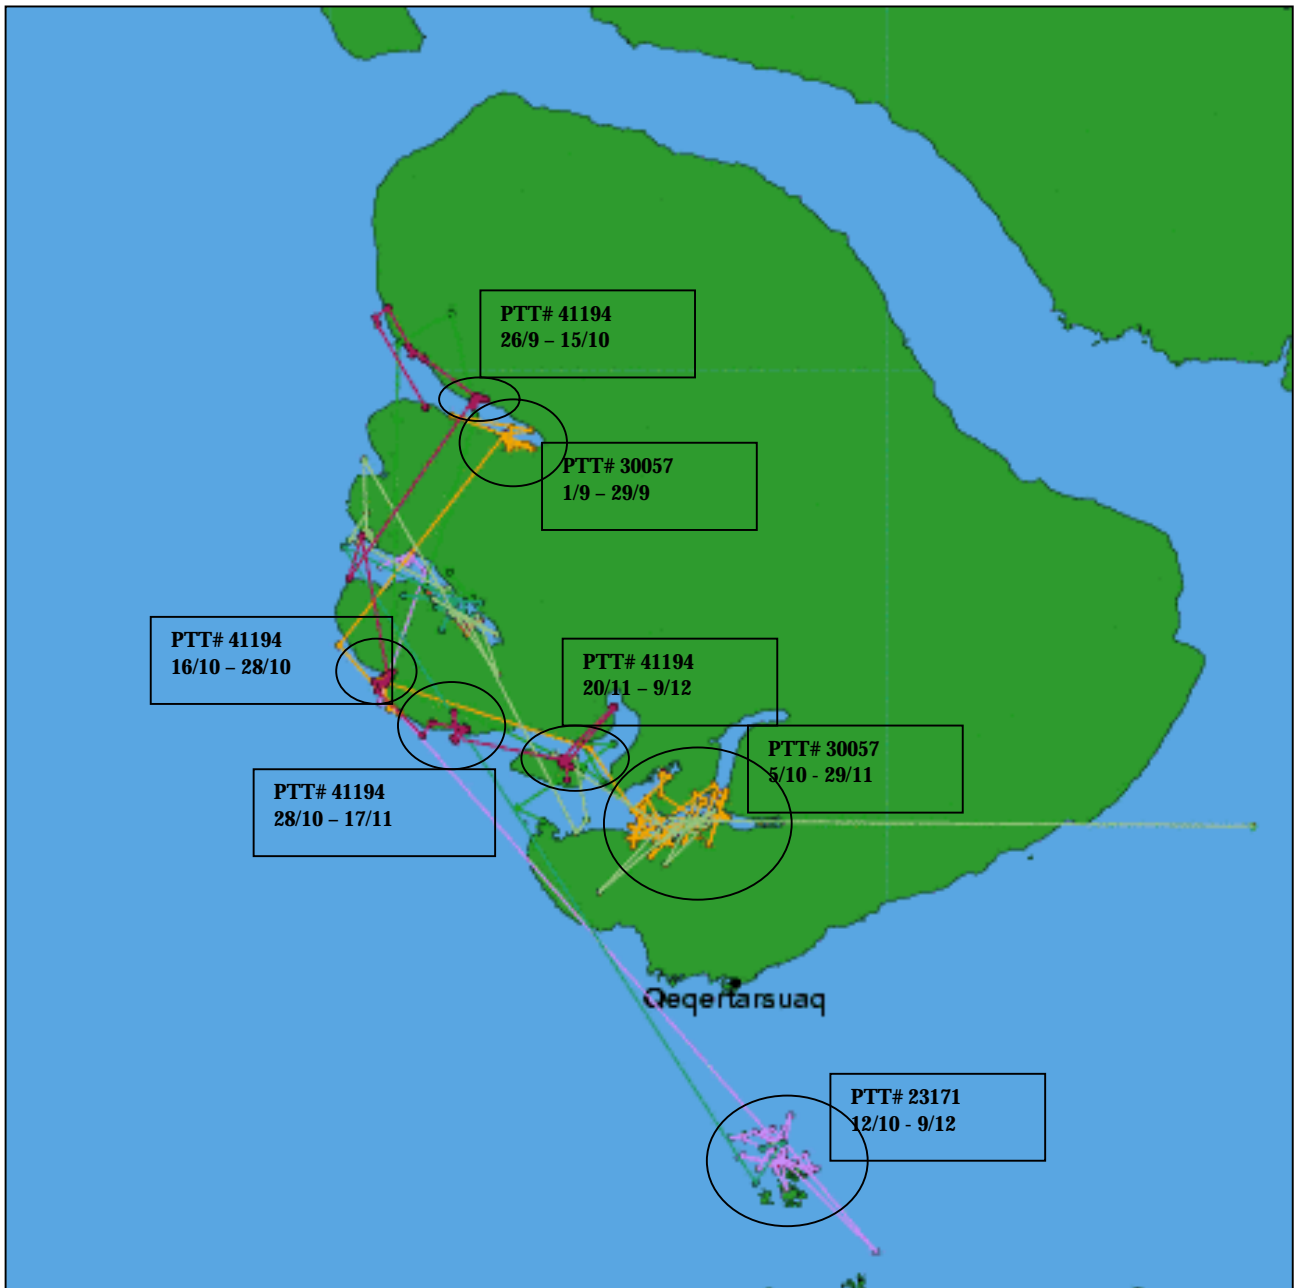 PTT# 41194
26/9 – 15/10
PTT# 30057
1/9 – 29/9
PTT# 41194
16/10 – 28/10
PTT# 41194
20/11 – 9/12
PTT# 30057
5/10 - 29/11
PTT# 41194
28/10 – 17/11
Qeqertarsuaq
PTT# 23171
12/10 - 9/12